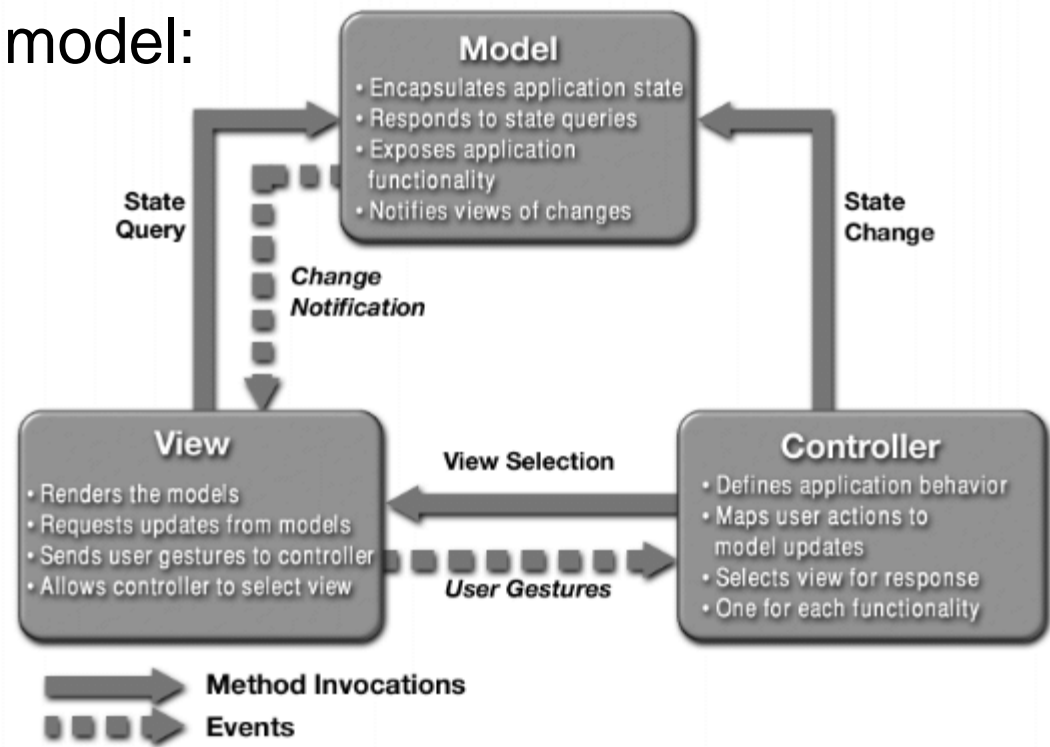 model:
Model
• Encapsulates application state
• Responds to state queries
• Exposes application
functionality
• Notifies views of changes
State
Query
Change
Notification
State
Change
View
• Renders the models
• Requests updates from models
• Sends user gestures to controller
• Allows controller to select view
View Selection
User Gestures
Controller
• Defines application behavior
• Maps user actions to
model updates
• Selects view for response
• One for each functionality
Method Invocations
Events